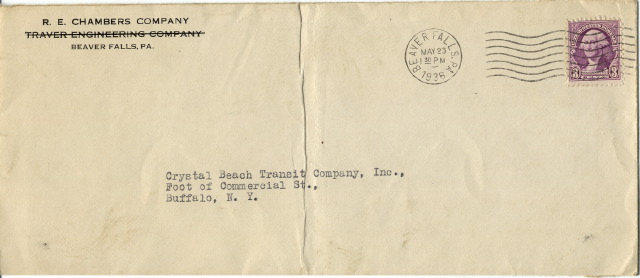 R. E. CHAMBERS COMPANY
TRAVER ENGINEERING COMPANY
BEAVER FALLS, PA.
BEAVER FALLS, PA.
MAY 23
1 30 PM
1936
3 3
Crystal Beach Transit Company, Inc.,
Foot of Commercial St.,
Buffalo, N. Y.